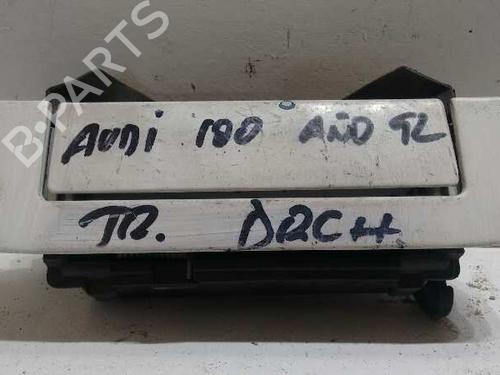 B-PARTS
AUDI 100 AÑO 92
TR. DRCH